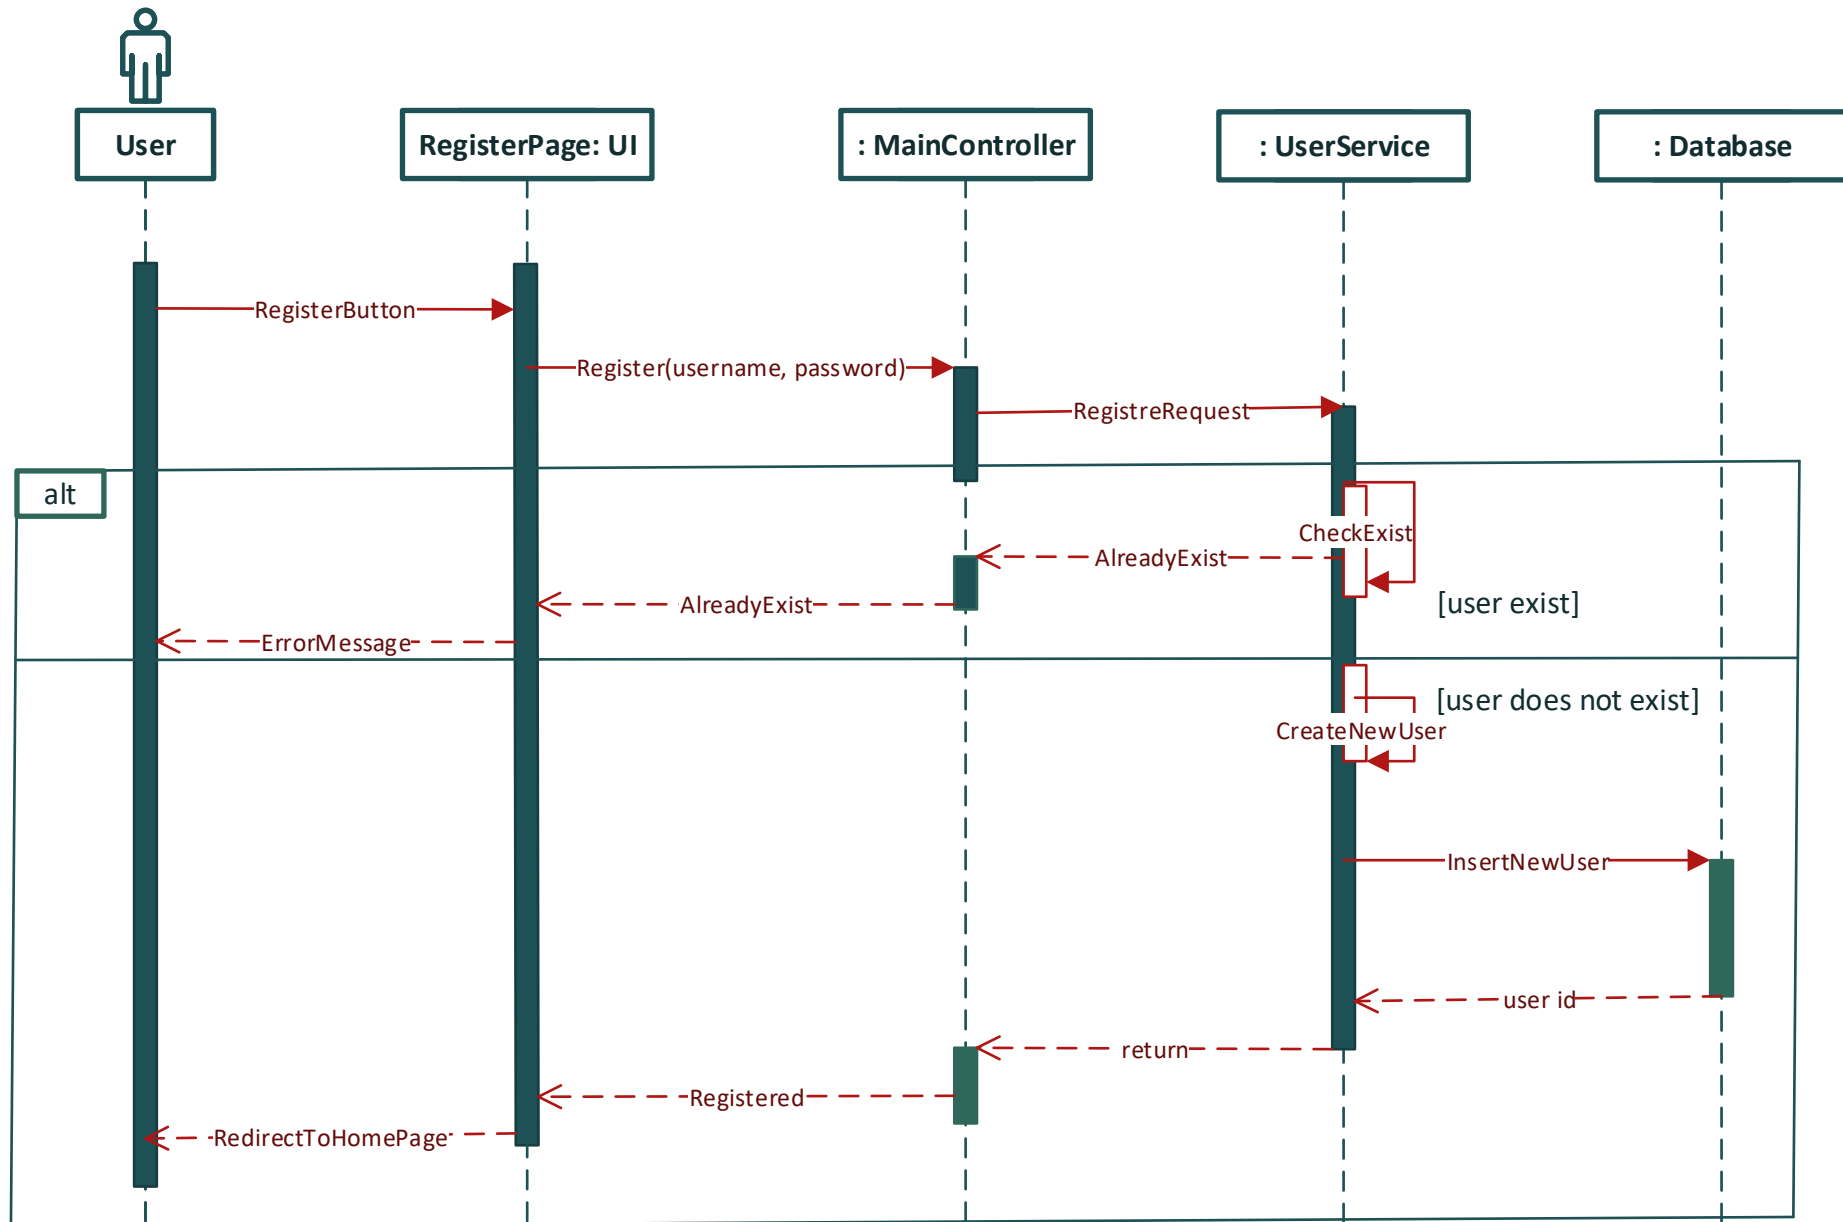 User
RegisterPage: UI
: MainController
: UserService
: Database
RegisterButton
Register(username, password)
RegistreRequest
alt
CheckExist
AlreadyExist
AlreadyExist
[user exist]
ErrorMessage
[user does not exist]
CreateNewUser
InsertNewUser
user id
return
Registered
RedirectToHomePage